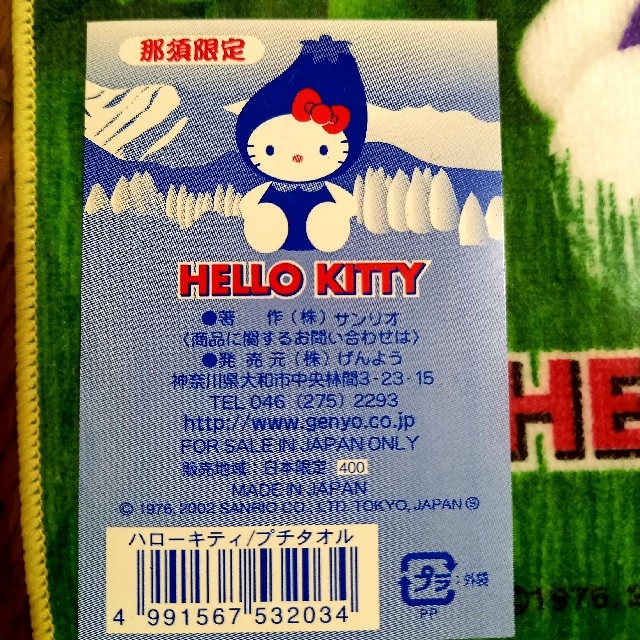 那須限定
HELLO KITTY
●著 作(株)サンリオ
〈商品に関するお問い合わせは〉
●発売元(株)げんよう
神奈川県大和市中央林間3-23-15
TEL 046 (275) 2293
http://www.genyo.co.jp
FOR SALE IN JAPAN ONLY
販売地域：日本限定 400
MADE IN JAPAN
© 1976, 2002 SANRIO CO., LTD. TOKYO, JAPAN Ⓢ
ハローキティ/プチタオル
4 991567 532034
プラ :外袋
PP
HE
©1976,